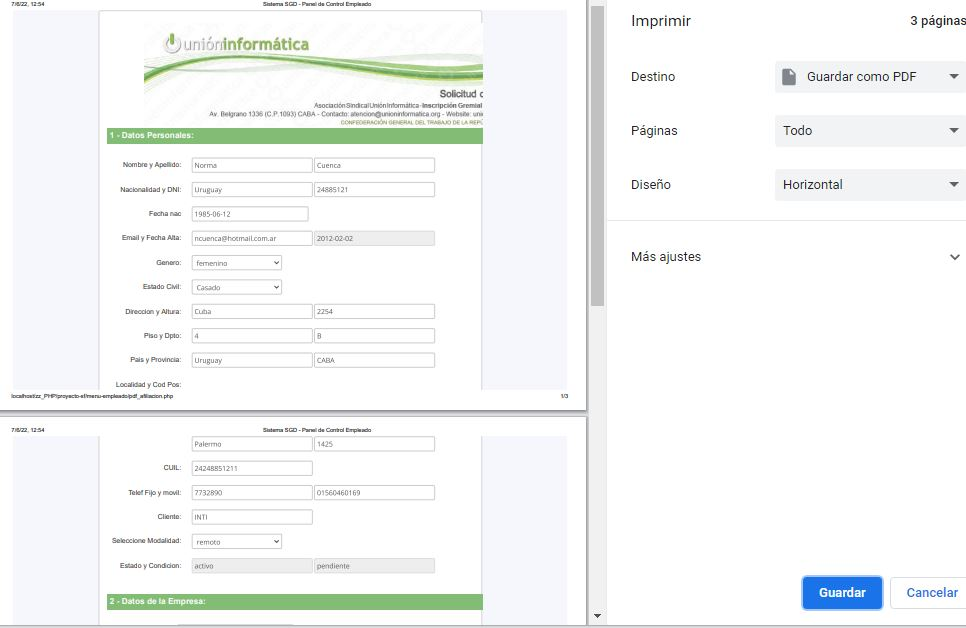 7/6/22, 12:54 Sistema SGD - Panel de Control Empleado
unióninformática
Solicitud
Asociación Sindical Unión Informática - Inscripción Gremial
Av. Belgrano 1336 (C.P.1093) CABA - Contacto: atencion@unioninformatica.org - Website:
CONFEDERACIÓN GENERAL DEL TRABAJO DE LA
1 - Datos Personales:
Nombre y Apellido: Norma Cuenca
Nacionalidad y DNI: Uruguay 24885121
Fecha nac 1985-06-12
Email y Fecha Alta: ncuenca@hotmail.com.ar 2012-02-02
Genero: femenino
Estado Civil: Casado
Direccion y Altura: Cuba 2254
Piso y Dpto: 4 B
Pais y Provincia: Uruguay CABA
Localidad y Cod Pos:
localhost/zz_PHP/proyecto-sf/menu-empleado/pdf_afiliacion.php 1/3
7/6/22, 12:54 Sistema SGD - Panel de Control Empleado
Palermo 1425
CUIL: 24248851211
Telef Fijo y movil: 7732890 01560460169
Cliente: INTI
Seleccione Modalidad: remoto
Estado y Condicion: activo pendiente
2 - Datos de la Empresa:
Imprimir 3 páginas
Destino Guardar como PDF
Páginas Todo
Diseño Horizontal
Más ajustes
Guardar Cancelar